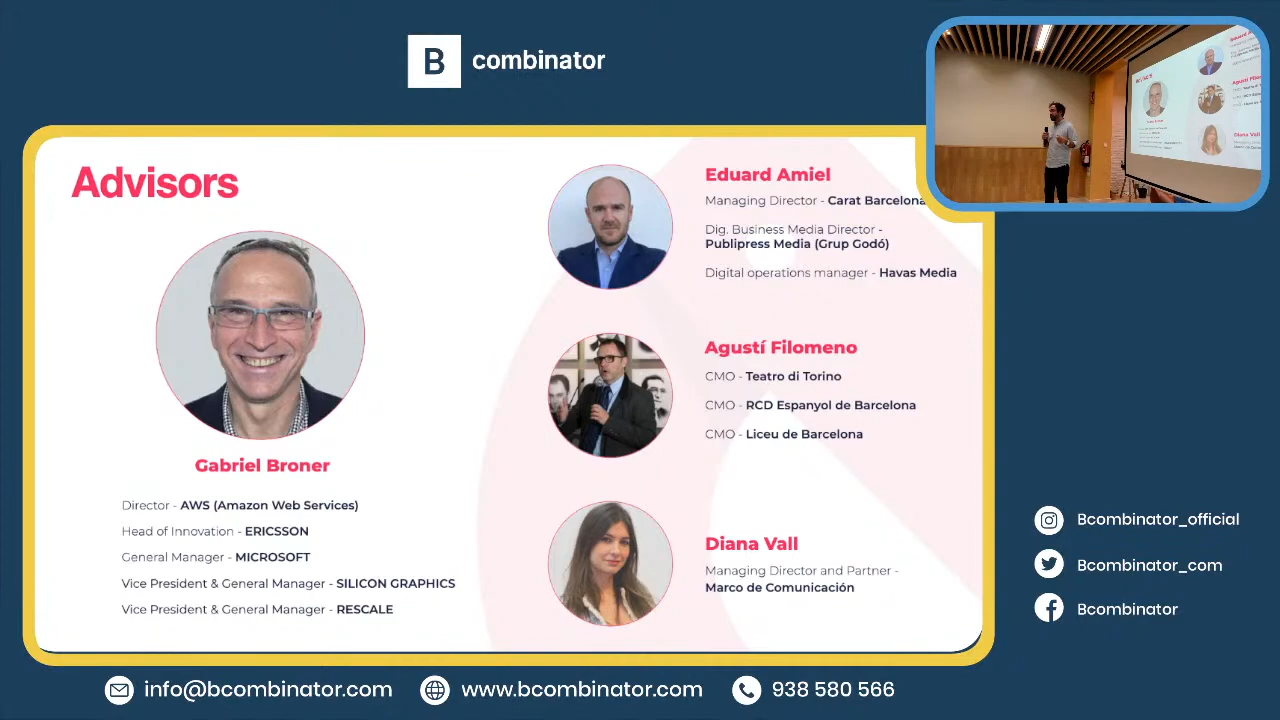 B combinator
Advisors
Gabriel Broner
Director - AWS (Amazon Web Services)
Head of Innovation - ERICSSON
General Manager - MICROSOFT
Vice President & General Manager - SILICON GRAPHICS
Vice President & General Manager - RESCALE
Eduard Amiel
Managing Director - Carat Barcelona
Dig. Business Media Director -
Publipress Media (Grup Godó)
Digital operations manager - Havas Media
Agustí Filomeno
CMO - Teatro di Torino
CMO - RCD Espanyol de Barcelona
CMO - Liceu de Barcelona
Diana Vall
Managing Director and Partner -
Marco de Comunicación
Bcombinator_official
Bcombinator_com
Bcombinator
info@bcombinator.com
www.bcombinator.com
938 580 566